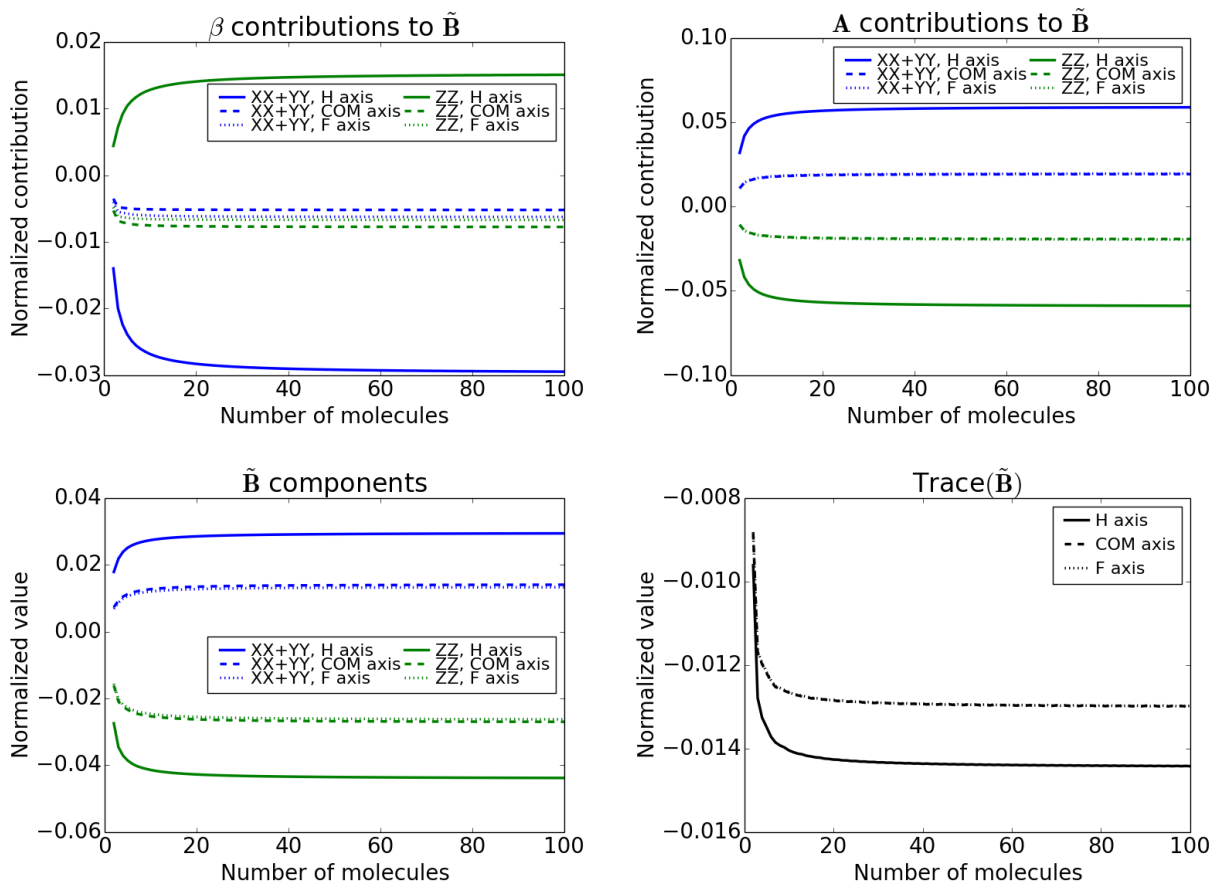 β contributions to B̃
Normalized contribution
0.02
0.01
0.00
−0.01
−0.02
−0.03
XX+YY, H axis
XX+YY, COM axis
XX+YY, F axis
ZZ, H axis
ZZ, COM axis
ZZ, F axis
0 20 40 60 80 100
Number of molecules
A contributions to B̃
Normalized contribution
0.10
0.05
0.00
−0.05
−0.10
XX+YY, H axis
XX+YY, COM axis
XX+YY, F axis
ZZ, H axis
ZZ, COM axis
ZZ, F axis
0 20 40 60 80 100
Number of molecules
B̃ components
Normalized value
0.04
0.02
0.00
−0.02
−0.04
−0.06
XX+YY, H axis
XX+YY, COM axis
XX+YY, F axis
ZZ, H axis
ZZ, COM axis
ZZ, F axis
0 20 40 60 80 100
Number of molecules
Trace(B̃)
Normalized value
−0.008
−0.010
−0.012
−0.014
−0.016
H axis
COM axis
F axis
0 20 40 60 80 100
Number of molecules